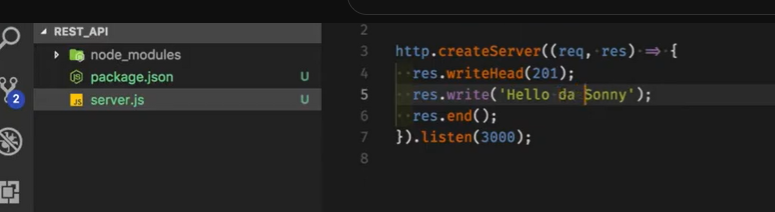 REST_API
node_modules
package.json U
server.js U
2
2
3 http.createServer((req, res) => {
4 res.writeHead(201);
5 res.write('Hello da Sonny');
6 res.end();
7 }).listen(3000);
8